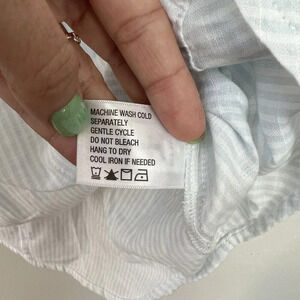 MACHINE WASH COLD
SEPARATELY
GENTLE CYCLE
DO NOT BLEACH
HANG TO DRY
COOL IRON IF NEEDED